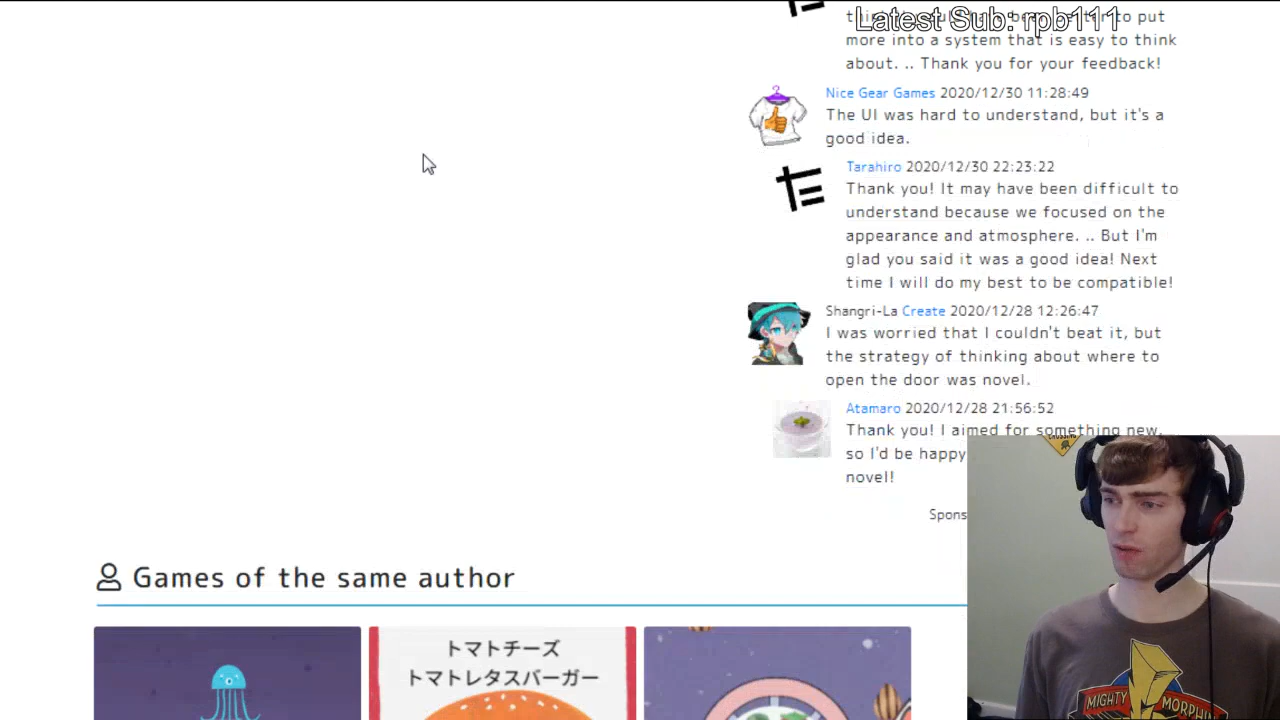 Latest Sub: rpb111
to put
more into a system that is easy to think
about. .. Thank you for your feedback!
Nice Gear Games 2020/12/30 11:28:49
The UI was hard to understand, but it's a
good idea.
Tarahiro 2020/12/30 22:23:22
Thank you! It may have been difficult to
understand because we focused on the
appearance and atmosphere. .. But I'm
glad you said it was a good idea! Next
time I will do my best to be compatible!
Shangri-La Create 2020/12/28 12:26:47
I was worried that I couldn't beat it, but
the strategy of thinking about where to
open the door was novel.
Atamaro 2020/12/28 21:56:52
Thank you! I aimed for something new,
so I'd be happy
novel!
Games of the same author
トマトチーズ
トマトレタスバーガー
MIGHTY
MORPHIN